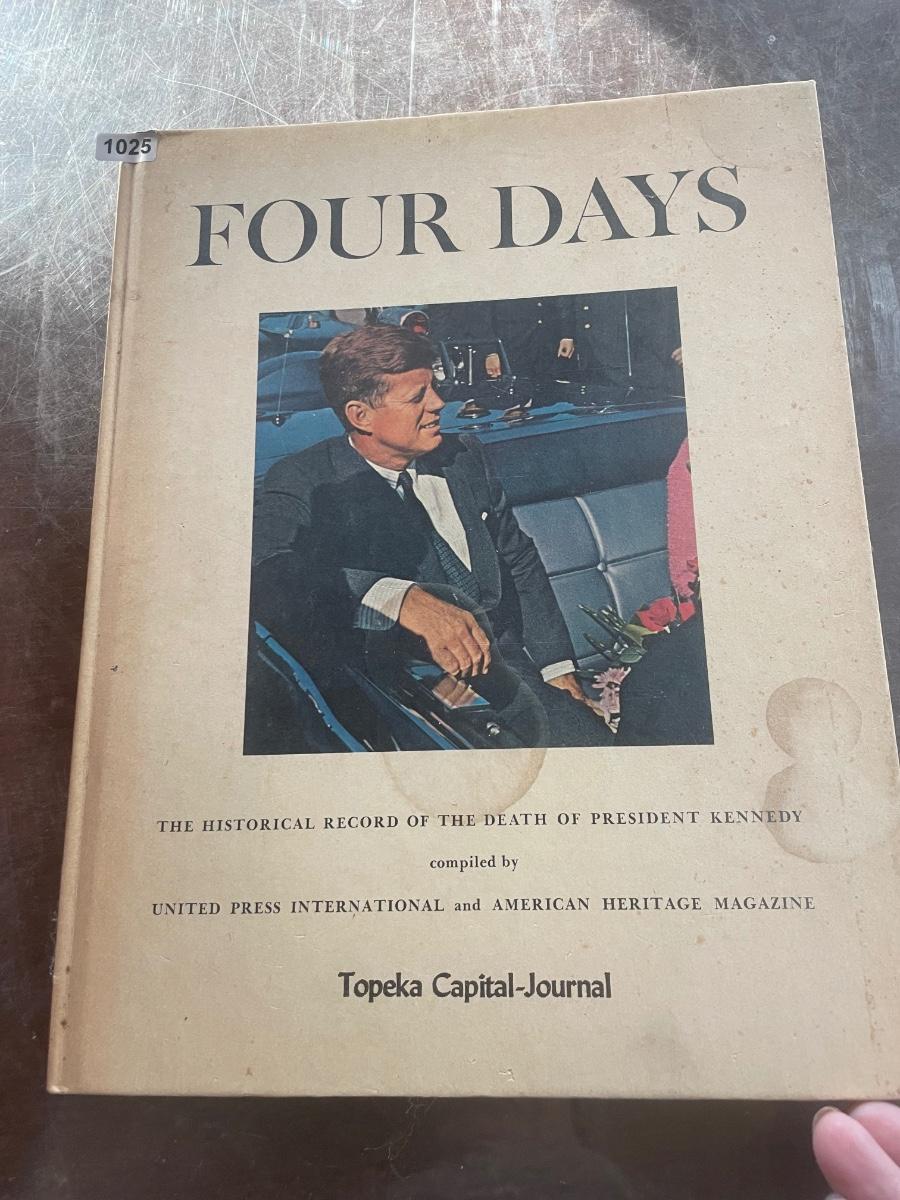 1025
FOUR DAYS
THE HISTORICAL RECORD OF THE DEATH OF PRESIDENT KENNEDY
compiled by
UNITED PRESS INTERNATIONAL and AMERICAN HERITAGE MAGAZINE
Topeka Capital-Journal